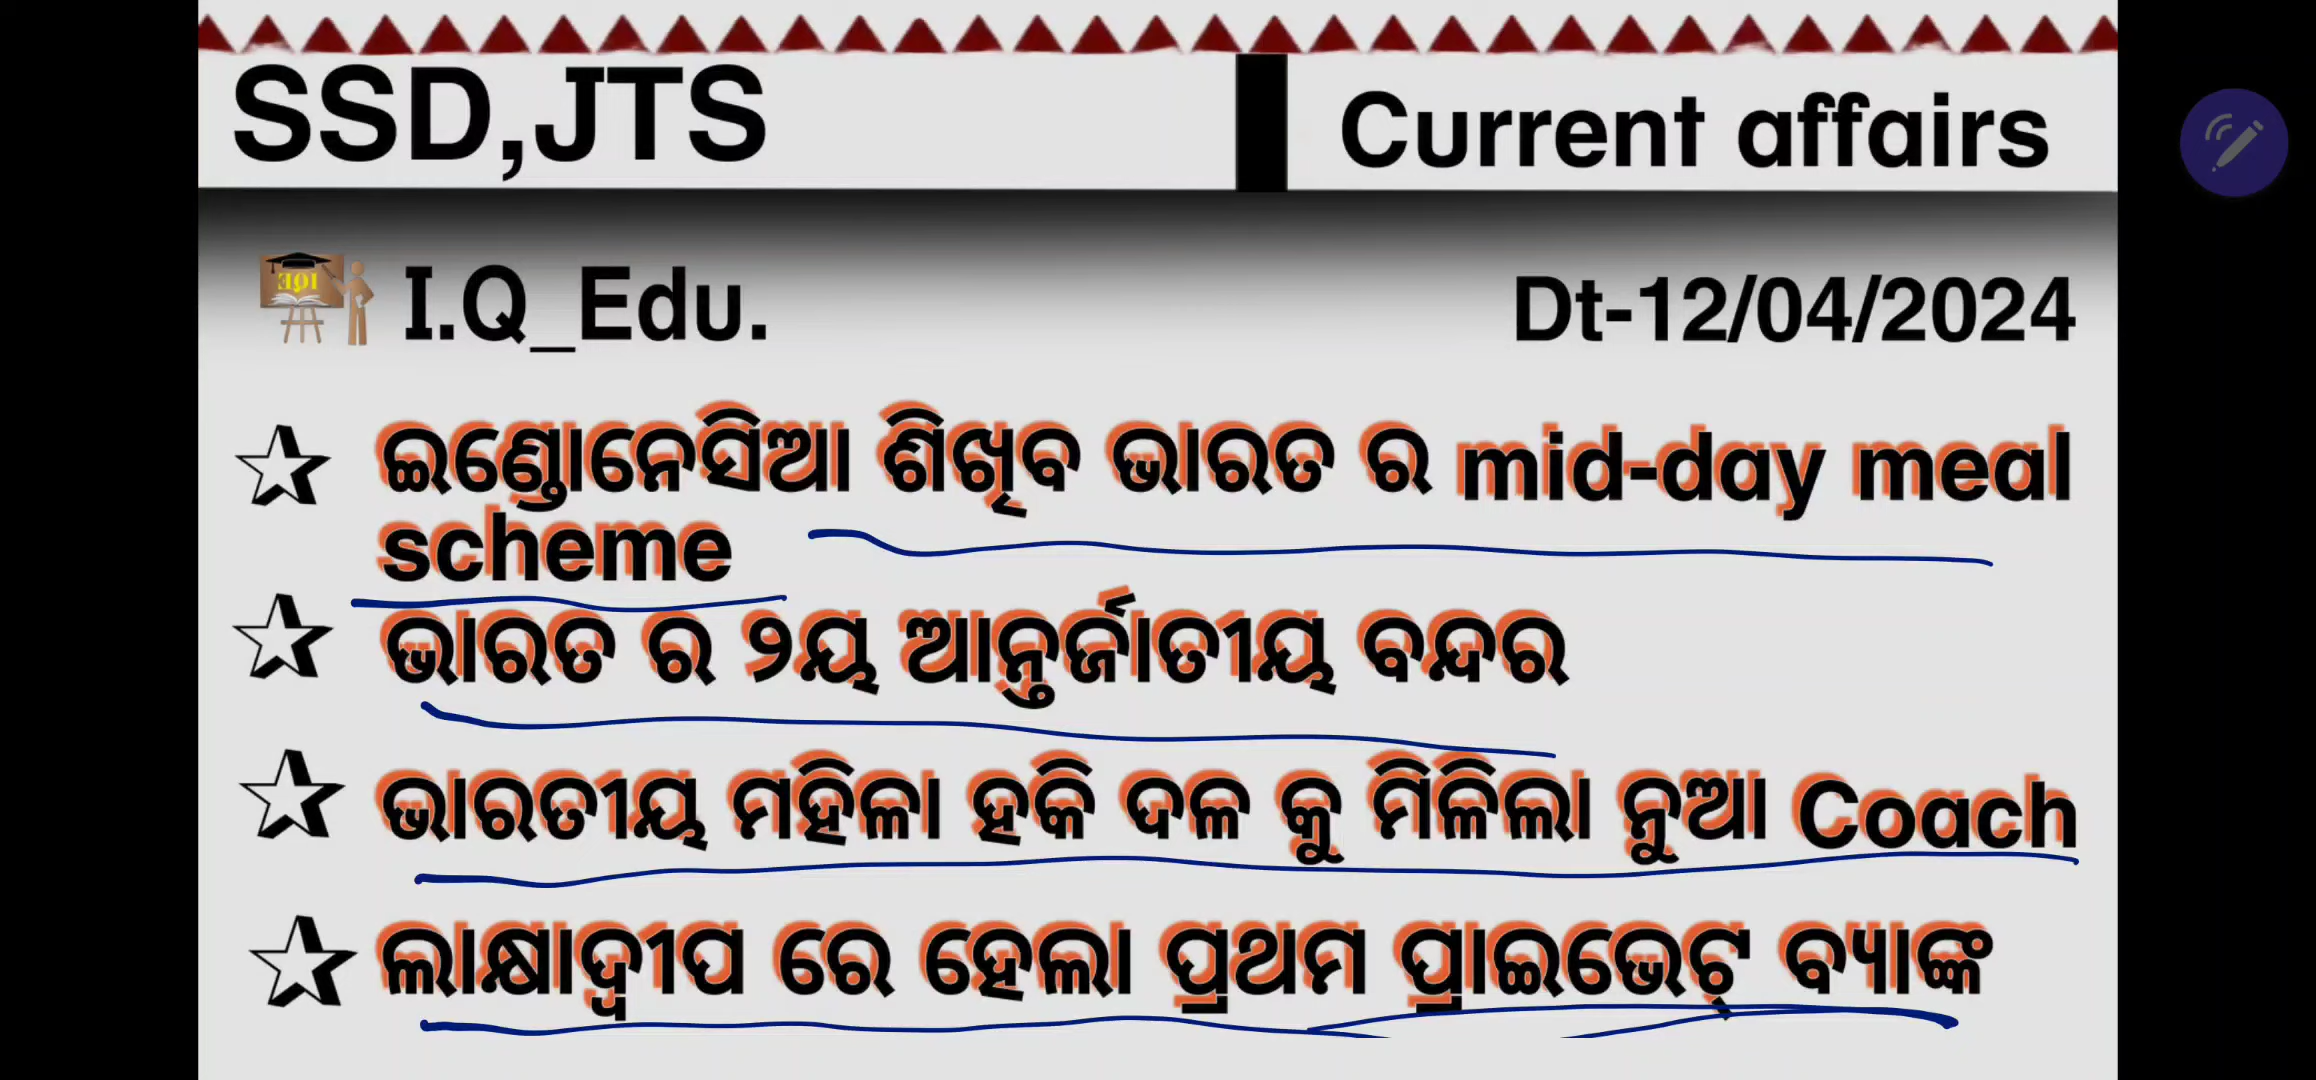 SSD,JTS
Current affairs
I.Q_Edu.
Dt-12/04/2024
ଇଣ୍ଡୋନେସିଆ ଶିଖିବ ଭାରତ ର mid-day meal
scheme
ଭାରତ ର ୨ୟ ଆନ୍ତର୍ଜାତୀୟ ବନ୍ଦର
ଭାରତୀୟ ମହିଳା ହକି ଦଳ କୁ ମିଳିଲା ନୁଆ Coach
ଲାକ୍ଷାଦ୍ୱୀପ ରେ ହେଲା ପ୍ରଥମ ପ୍ରାଇଭେଟ୍ ବ୍ୟାଙ୍କ